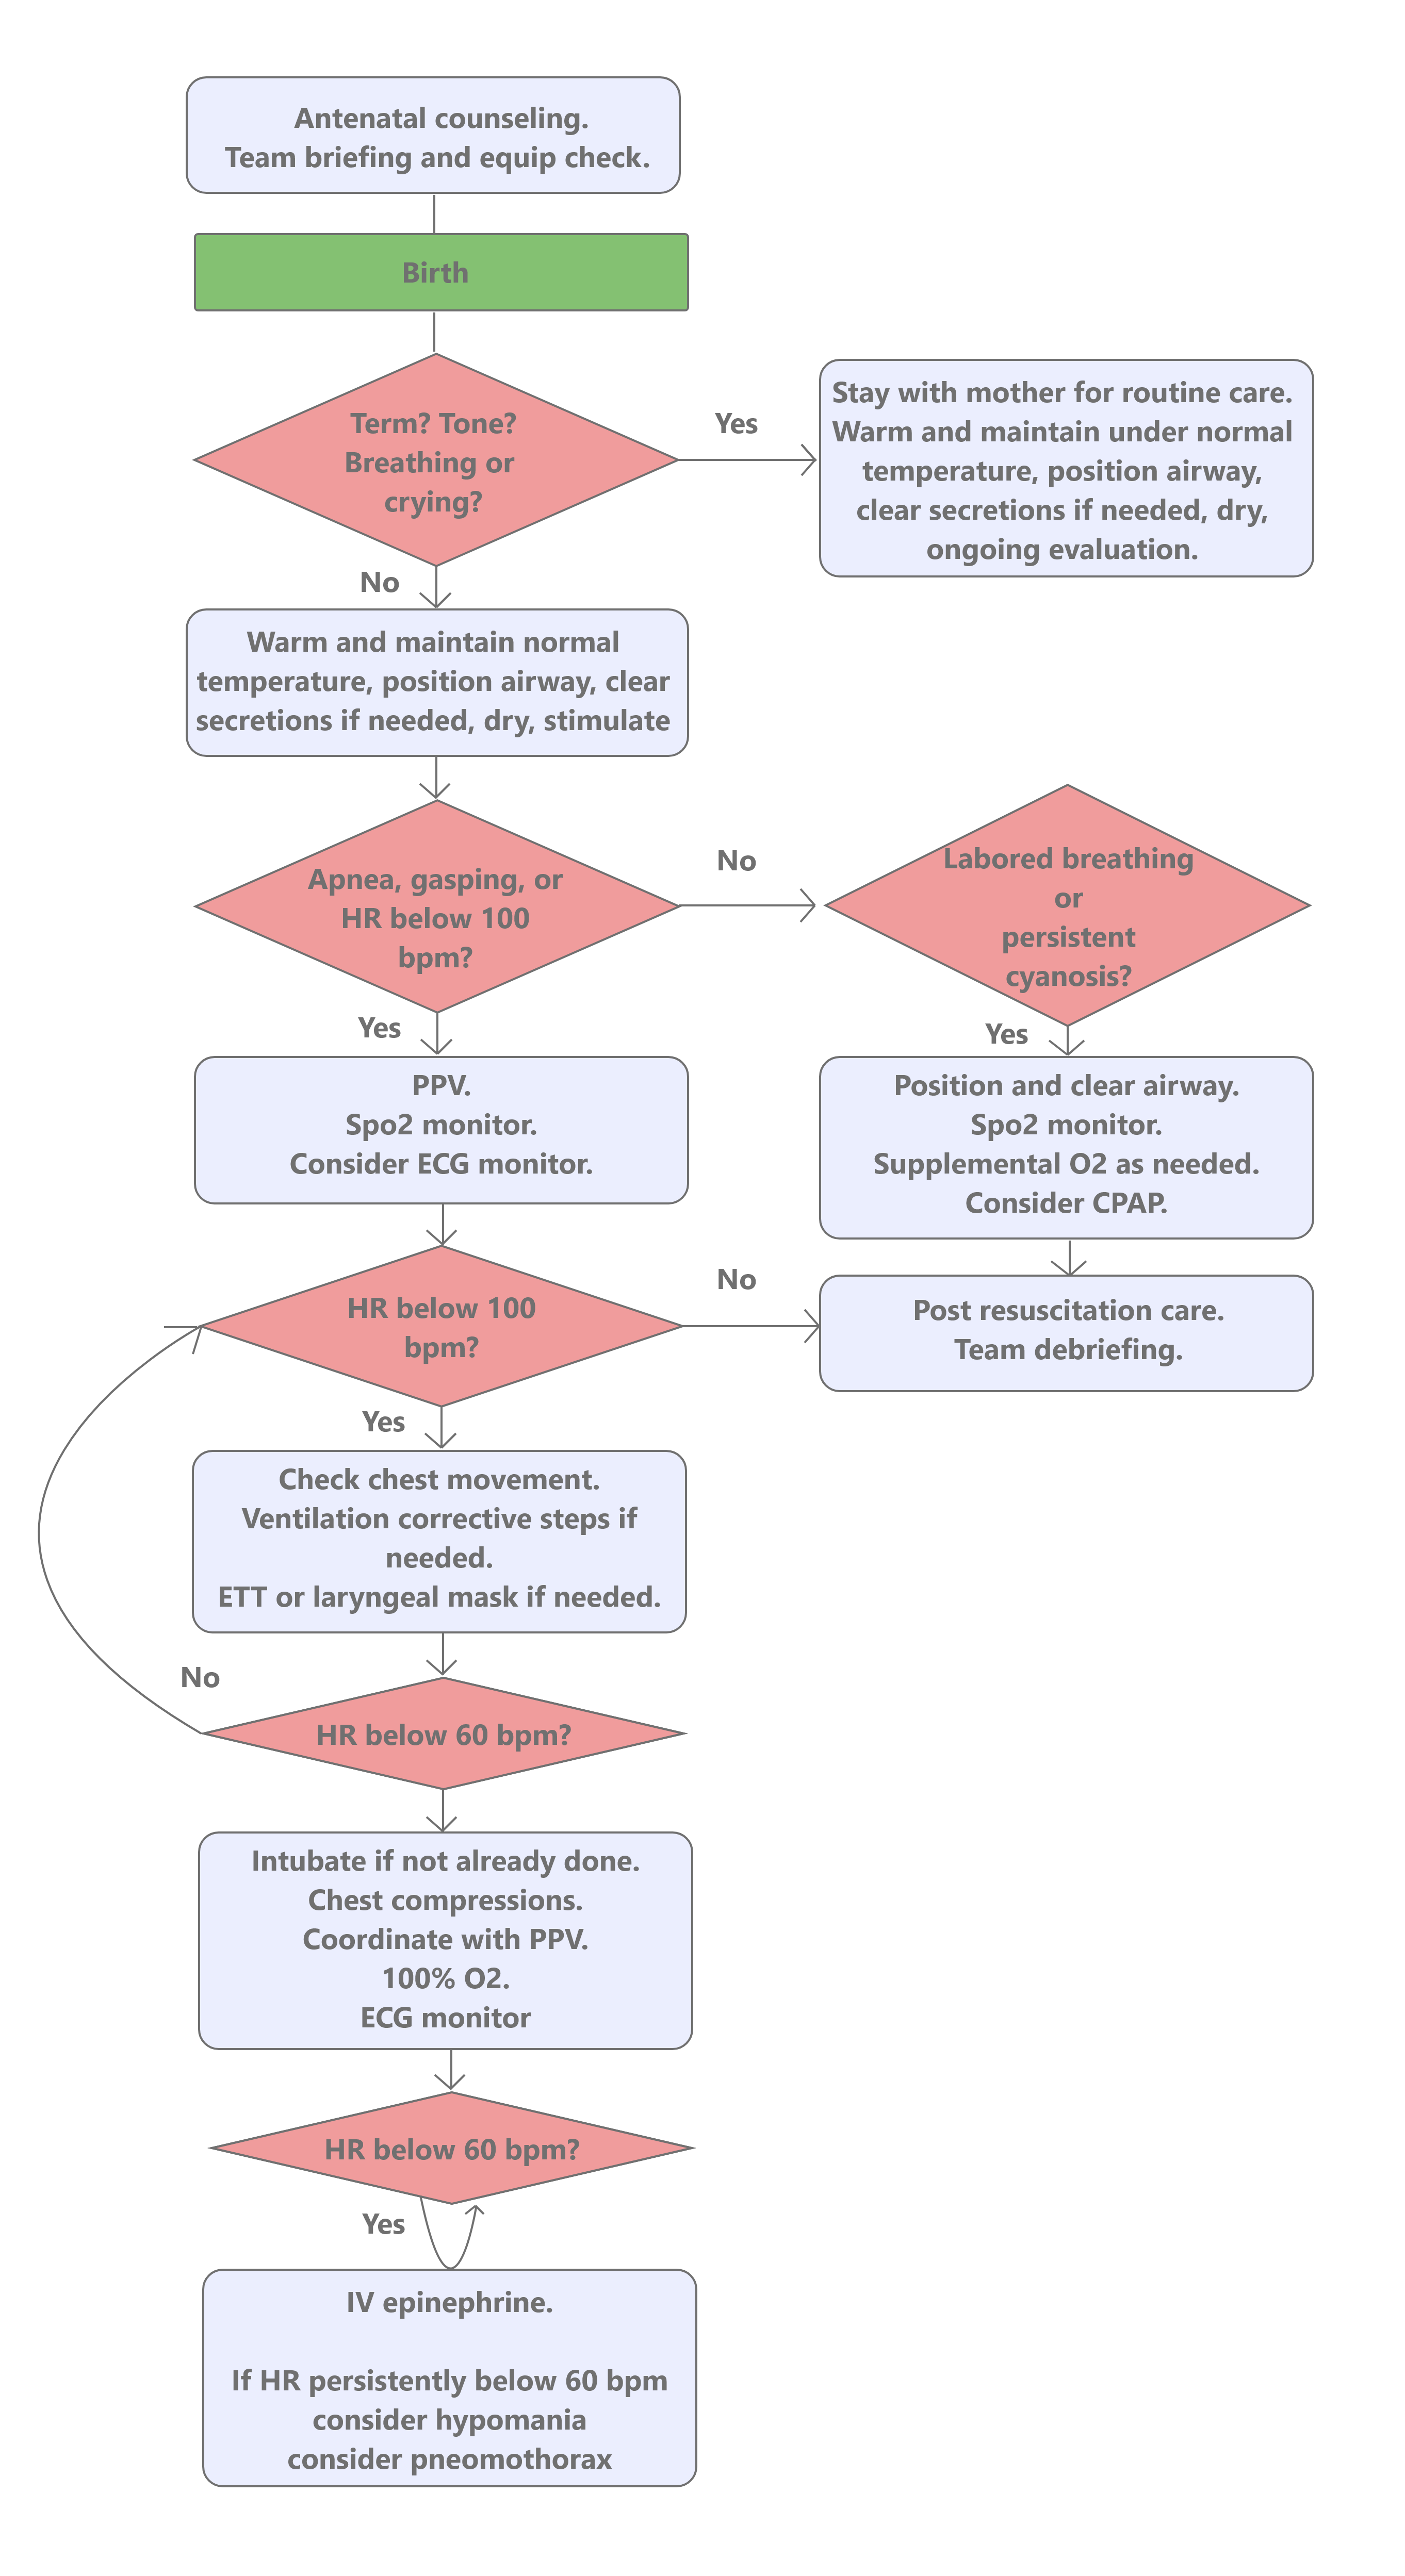 Antenatal counseling.
Team briefing and equip check.
Birth
Term? Tone?
Breathing or
crying?
Yes
Stay with mother for routine care.
Warm and maintain under normal
temperature, position airway,
clear secretions if needed, dry,
ongoing evaluation.
No
Warm and maintain normal
temperature, position airway, clear
secretions if needed, dry, stimulate
Apnea, gasping, or
HR below 100
bpm?
No
Labored breathing
or
persistent
cyanosis?
Yes
PPV.
Spo2 monitor.
Consider ECG monitor.
Yes
Position and clear airway.
Spo2 monitor.
Supplemental O2 as needed.
Consider CPAP.
HR below 100
bpm?
No
Post resuscitation care.
Team debriefing.
Yes
Check chest movement.
Ventilation corrective steps if
needed.
ETT or laryngeal mask if needed.
No
HR below 60 bpm?
Intubate if not already done.
Chest compressions.
Coordinate with PPV.
100% O2.
ECG monitor
HR below 60 bpm?
Yes
IV epinephrine.
If HR persistently below 60 bpm
consider hypomania
consider pneomothorax